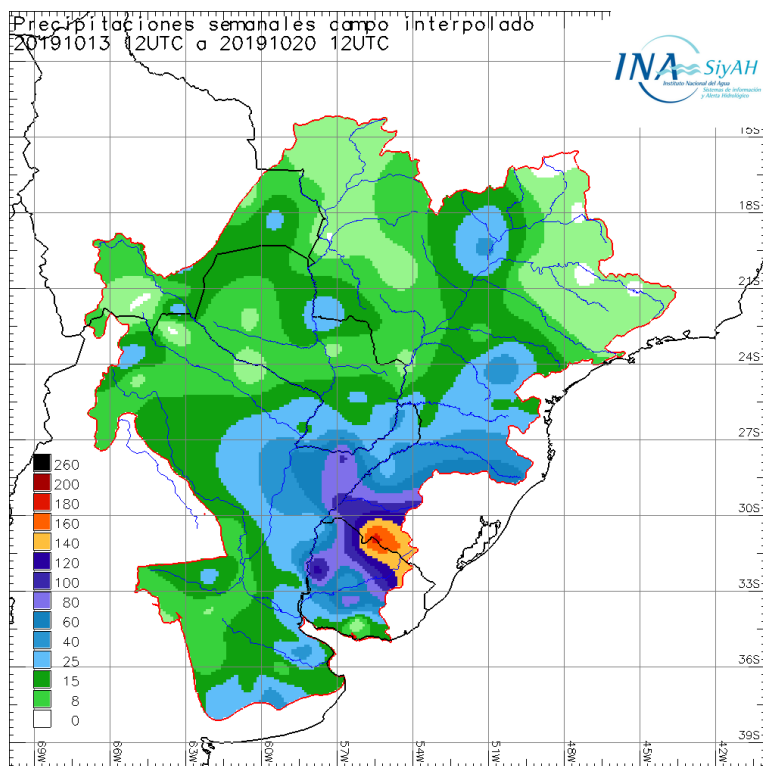 Precipitaciones semanales campo interpolado
20191013 12UTC a 20191020 12UTC
INA SiyAH
Instituto Nacional del Agua
Sistemas de información
y Alerta Hidrológico
15S
18S
21S
24S
27S
30S
33S
36S
39S
260
200
180
160
140
120
100
80
60
40
25
15
8
0
69W
66W
63W
60W
57W
54W
51W
48W
45W
42W